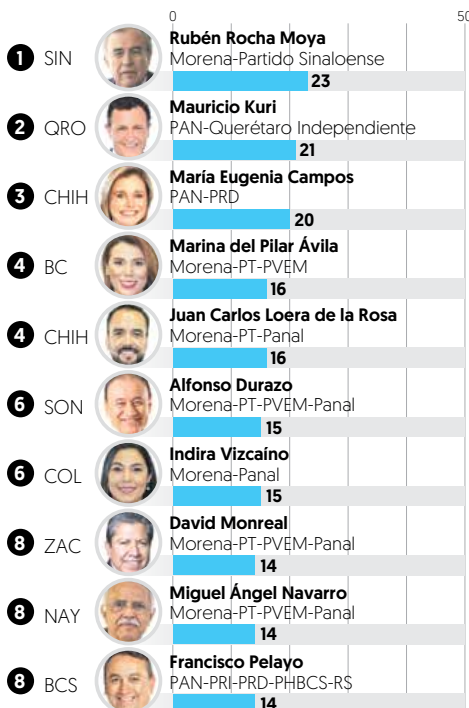 0 50
1 SIN
Rubén Rocha Moya
Morena-Partido Sinaloense
23
2 QRO
Mauricio Kuri
PAN-Querétaro Independiente
21
3 CHIH
María Eugenia Campos
PAN-PRD
20
4 BC
Marina del Pilar Ávila
Morena-PT-PVEM
16
4 CHIH
Juan Carlos Loera de la Rosa
Morena-PT-Panal
16
6 SON
Alfonso Durazo
Morena-PT-PVEM-Panal
15
6 COL
Indira Vizcaíno
Morena-Panal
15
8 ZAC
David Monreal
Morena-PT-PVEM-Panal
14
8 NAY
Miguel Ángel Navarro
Morena-PT-PVEM-Panal
14
8 BCS
Francisco Pelayo
PAN-PRI-PRD-PHBCS-RS
14